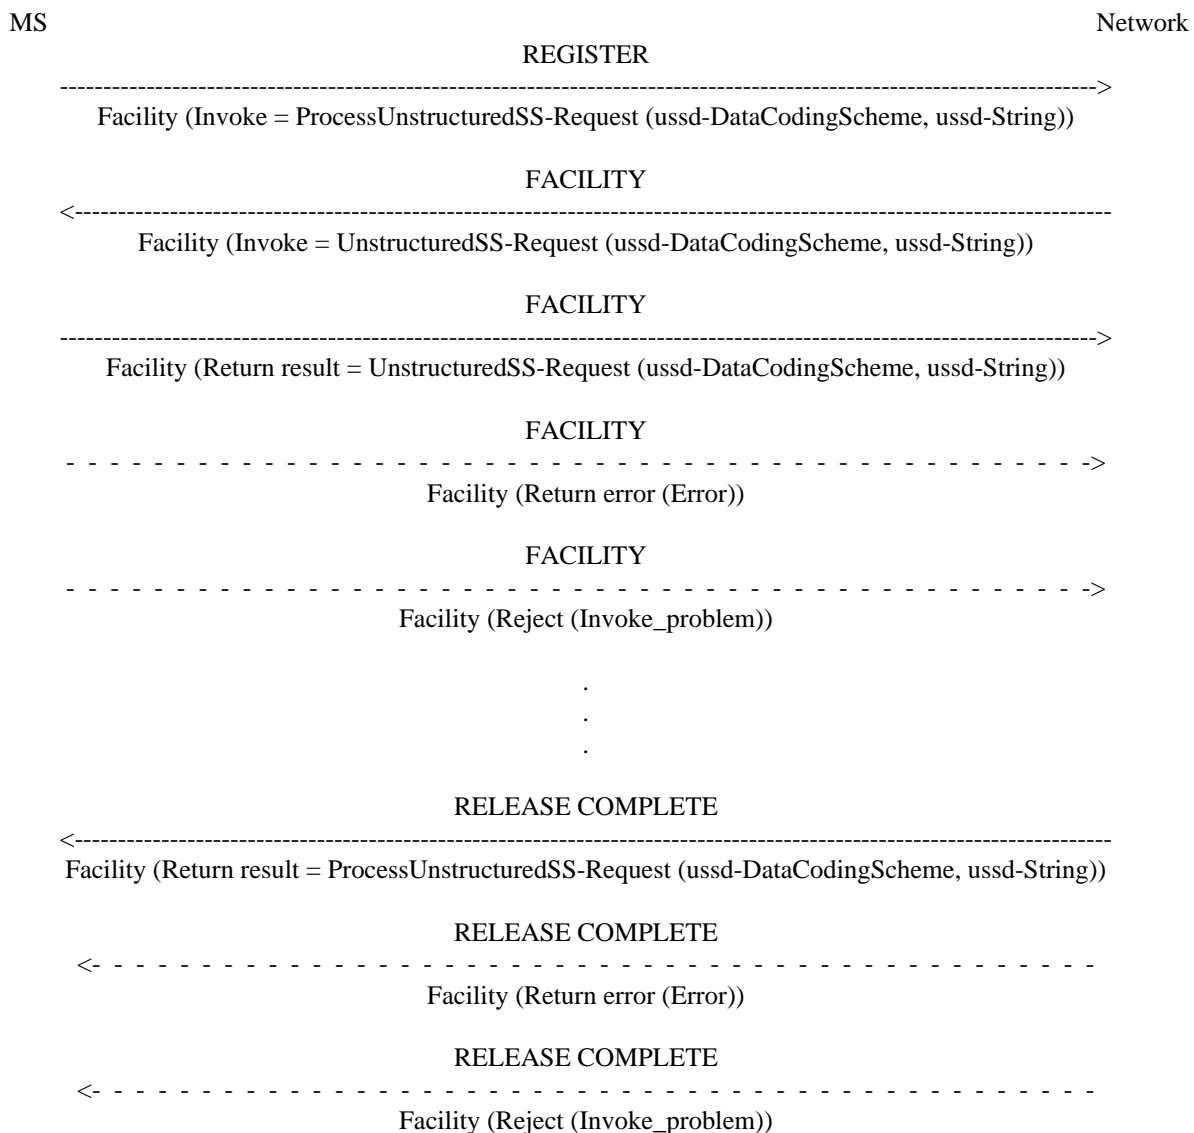 MS Network
REGISTER
------------------------------------------------------------------------------------------------------------------------>
Facility (Invoke = ProcessUnstructuredSS-Request (ussd-DataCodingScheme, ussd-String))
FACILITY
<------------------------------------------------------------------------------------------------------------------------
Facility (Invoke = UnstructuredSS-Request (ussd-DataCodingScheme, ussd-String))
FACILITY
------------------------------------------------------------------------------------------------------------------------>
Facility (Return result = UnstructuredSS-Request (ussd-DataCodingScheme, ussd-String))
FACILITY
- - - - - - - - - - - - - - - - - - - - - - - - - - - - - - - - - - - - - - - - - - - - - - - ->
Facility (Return error (Error))
FACILITY
- - - - - - - - - - - - - - - - - - - - - - - - - - - - - - - - - - - - - - - - - - - - - - - ->
Facility (Reject (Invoke_problem))
.
.
.
RELEASE COMPLETE
<------------------------------------------------------------------------------------------------------------------------
Facility (Return result = ProcessUnstructuredSS-Request (ussd-DataCodingScheme, ussd-String))
RELEASE COMPLETE
<- - - - - - - - - - - - - - - - - - - - - - - - - - - - - - - - - - - - - - - - - - - - - - -
Facility (Return error (Error))
RELEASE COMPLETE
<- - - - - - - - - - - - - - - - - - - - - - - - - - - - - - - - - - - - - - - - - - - - - - -
Facility (Reject (Invoke_problem))